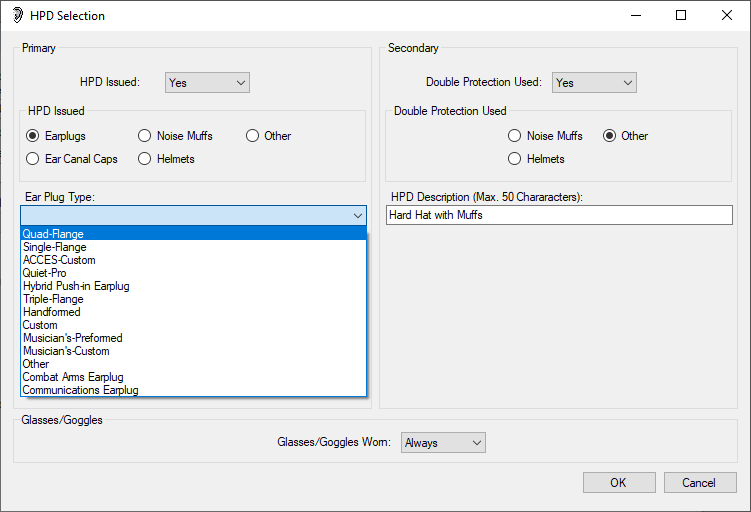 HPD Selection
Primary
HPD Issued:
Yes
HPD Issued
Earplugs
Noise Muffs
Other
Ear Canal Caps
Helmets
Ear Plug Type:
Quad-Flange
Single-Flange
ACCES-Custom
Quiet-Pro
Hybrid Push-in Earplug
Triple-Flange
Handformed
Custom
Musician's-Preformed
Musician's-Custom
Other
Combat Arms Earplug
Communications Earplug
Secondary
Double Protection Used:
Yes
Double Protection Used
Noise Muffs
Other
Helmets
HPD Description (Max. 50 Chararacters):
Hard Hat with Muffs
Glasses/Goggles
Glasses/Goggles Worn:
Always
OK
Cancel